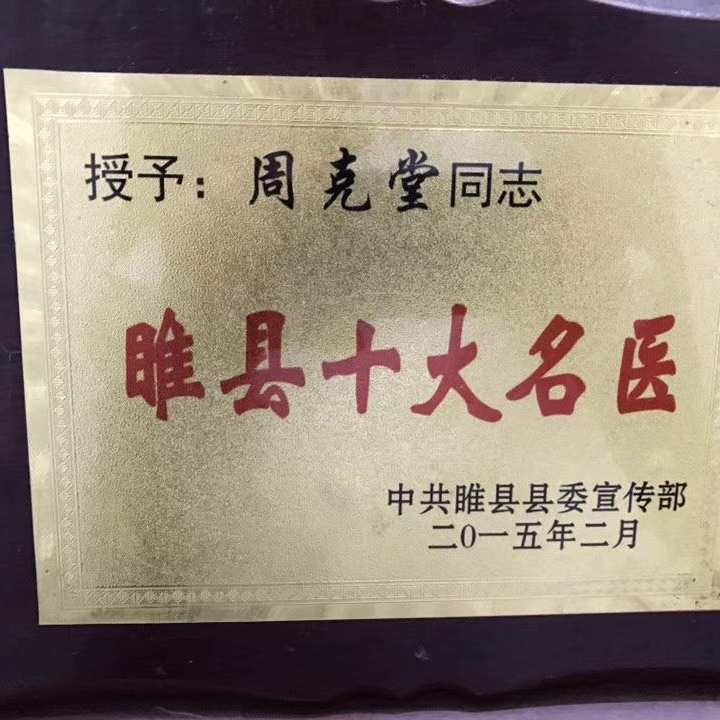 授予：周克堂同志
睢县十大名医
中共睢县县委宣传部
二0一五年二月